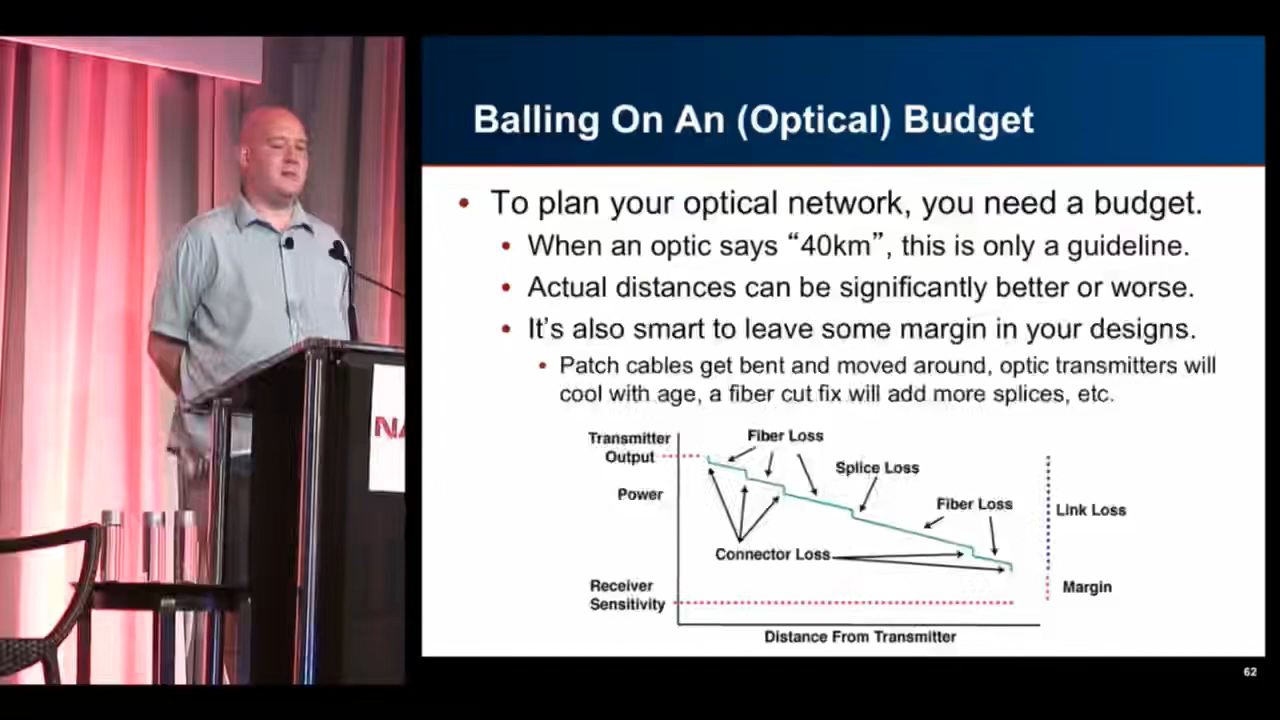 Balling On An (Optical) Budget
• To plan your optical network, you need a budget.
• When an optic says “40km”, this is only a guideline.
• Actual distances can be significantly better or worse.
• It’s also smart to leave some margin in your designs.
• Patch cables get bent and moved around, optic transmitters will
cool with age, a fiber cut fix will add more splices, etc.
Transmitter
Output
Power
Fiber Loss
Splice Loss
Fiber Loss
Connector Loss
Link Loss
Margin
Receiver
Sensitivity
Distance From Transmitter
62